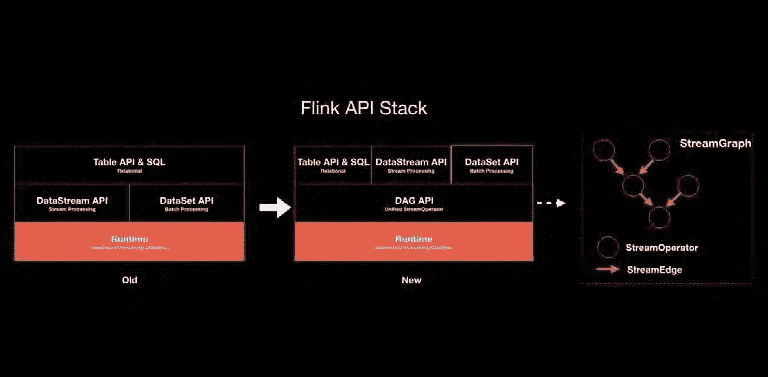 Flink API Stack
Table API & SQL
Relational
DataStream API
Stream Processing
DataSet API
Batch Processing
Runtime
Old
Table API & SQL
Relational
DataStream API
Stream Processing
DataSet API
Batch Processing
DAG API
Unified StreamOperator
Runtime
New
StreamGraph
StreamOperator
StreamEdge